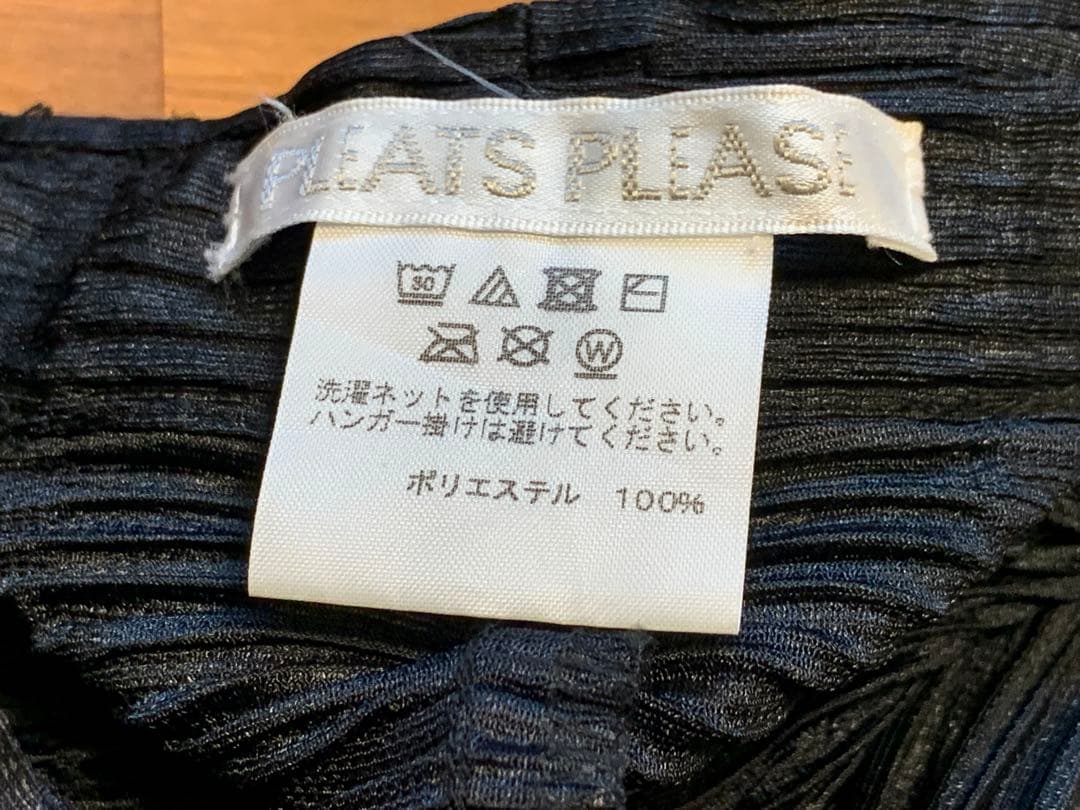 PLEATS PLEASE
30
W
洗濯ネットを使用してください。
ハンガー掛けは避けてください。
ポリエステル 100%